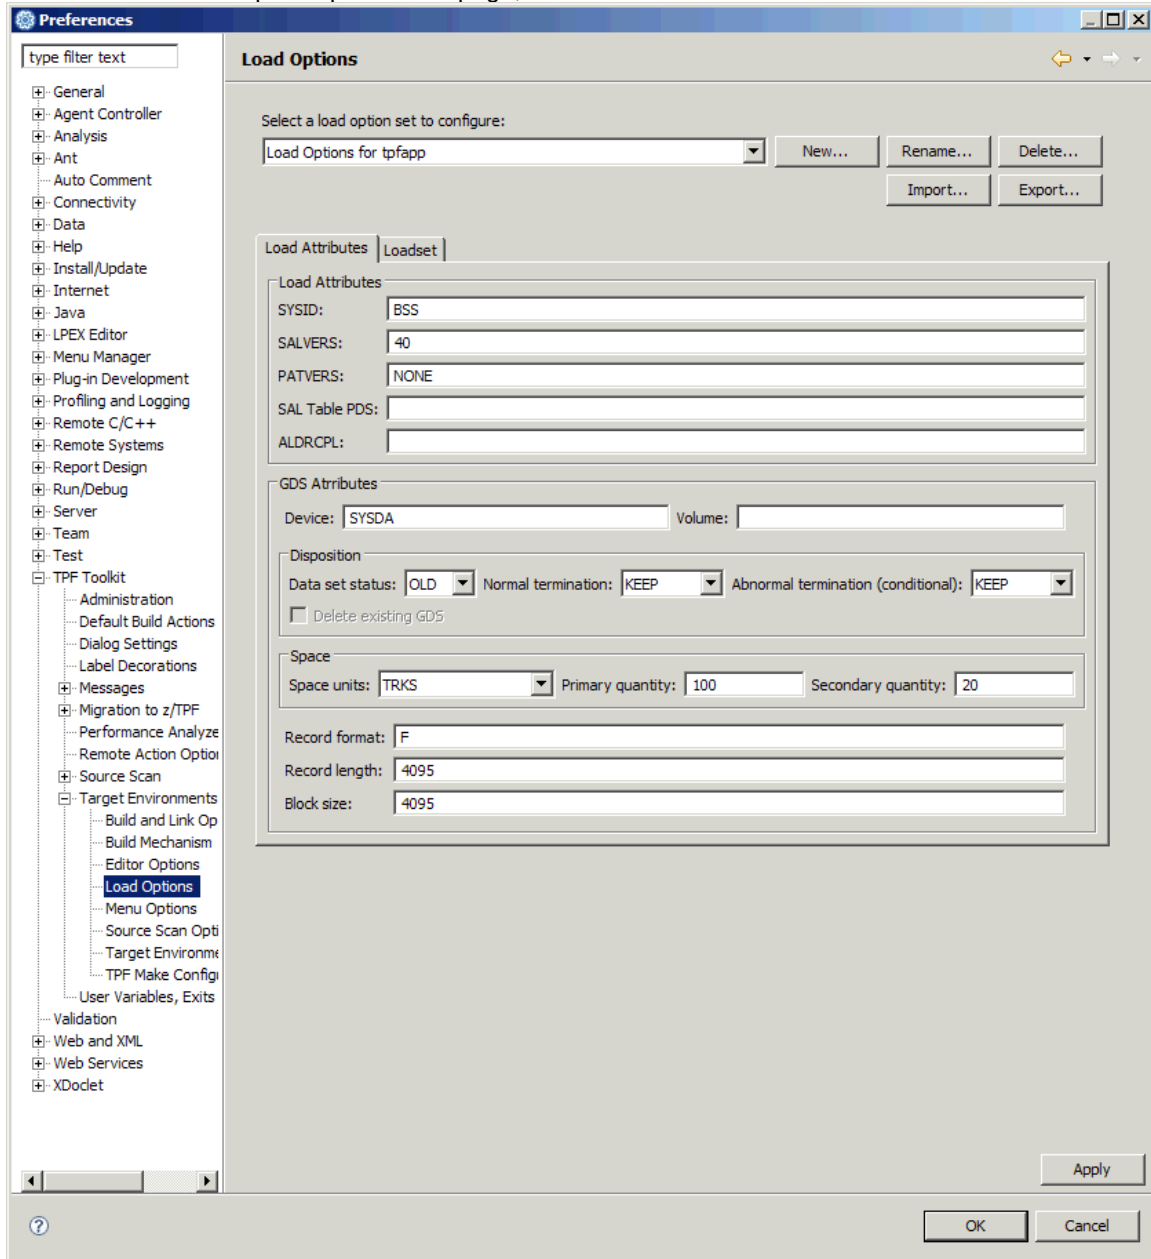 Preferences
type filter text
Load Options
General
Agent Controller
Analysis
Ant
Auto Comment
Connectivity
Data
Help
Install/Update
Internet
Java
LPEX Editor
Menu Manager
Plug-in Development
Profiling and Logging
Remote C/C++
Remote Systems
Report Design
Run/Debug
Server
Team
Test
TPF Toolkit
Administration
Default Build Actions
Dialog Settings
Label Decorations
Messages
Migration to z/TPF
Performance Analyze
Remote Action Option
Source Scan
Target Environments
Build and Link Op
Build Mechanism
Editor Options
Load Options
Menu Options
Source Scan Opti
Target Environme
TPF Make Config
User Variables, Exits
Validation
Web and XML
Web Services
XDoclet
Select a load option set to configure:
Load Options for tpfapp New... Rename... Delete...
Import... Export...
Load Attributes Loadset
Load Attributes
SYSID: BSS
SALVERS: 40
PATVERS: NONE
SAL Table PDS:
ALDRCPL:
GDS Atrributes
Device: SYSDA Volume:
Disposition
Data set status: OLD Normal termination: KEEP Abnormal termination (conditional): KEEP
Delete existing GDS
Space
Space units: TRKS Primary quantity: 100 Secondary quantity: 20
Record format: F
Record length: 4095
Block size: 4095
Apply
OK Cancel